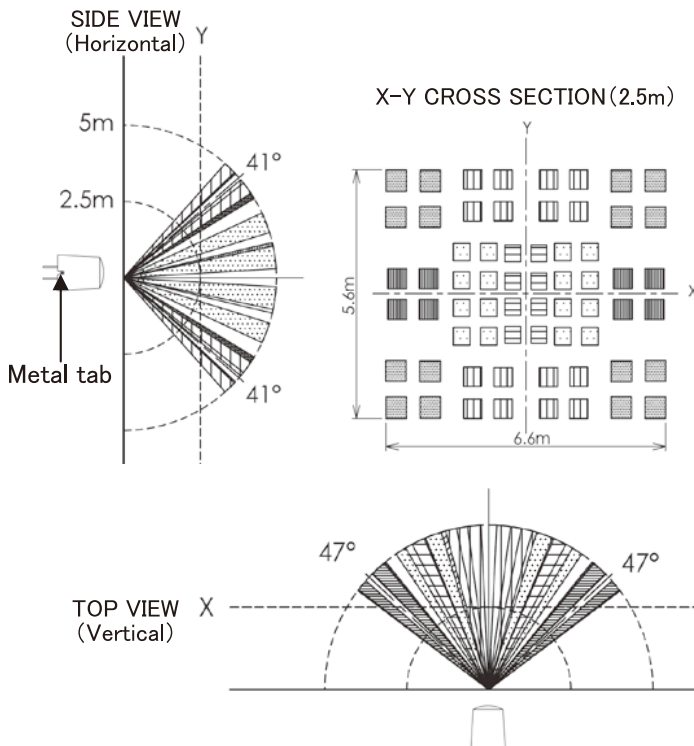 SIDE VIEW
(Horizontal)
Y
5m
41°
2.5m
Metal tab
41°
X-Y CROSS SECTION(2.5m)
Y
X
5.6m
6.6m
47°
47°
TOP VIEW
(Vertical)
X